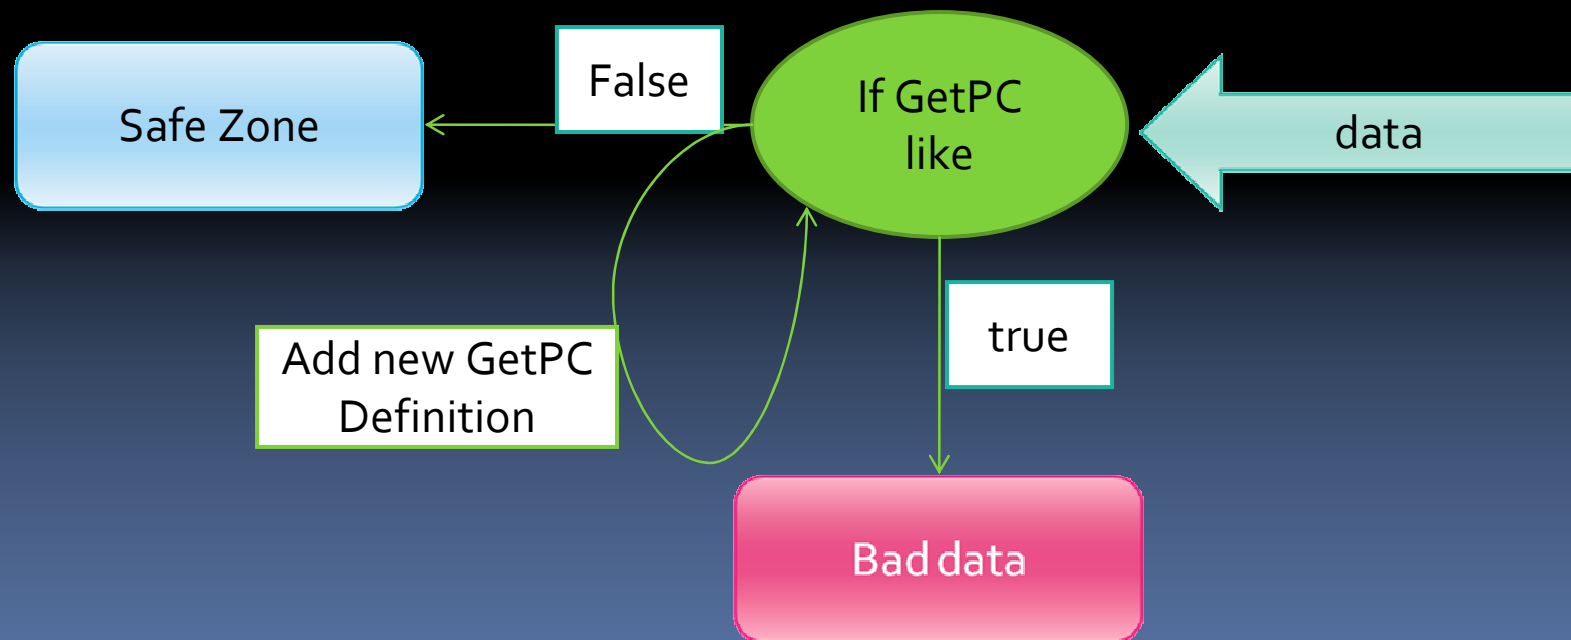 Safe Zone
False
If GetPC
like
data
Add new GetPC
Definition
true
Bad data